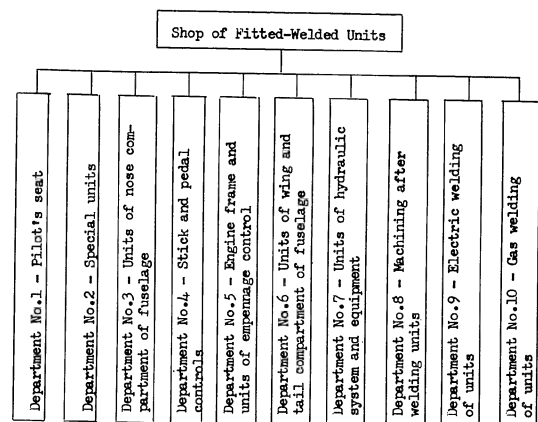 Shop of Fitted-Welded Units
Department No.1 - Pilot's seat
Department No.2 - Special units
Department No.3 - Units of nose com-
partment of fuselage
Department No.4 - Stick and pedal
controls
Department No.5 - Engine frame and
units of empennage control
Department No.6 - Units of wing and
tail compartment of fuselage
Department No.7 - Units of hydraulic
system and equipment
Department No.8 - Machining after
welding units
Department No.9 - Electric welding
of units
Department No.10 - Gas welding
of units